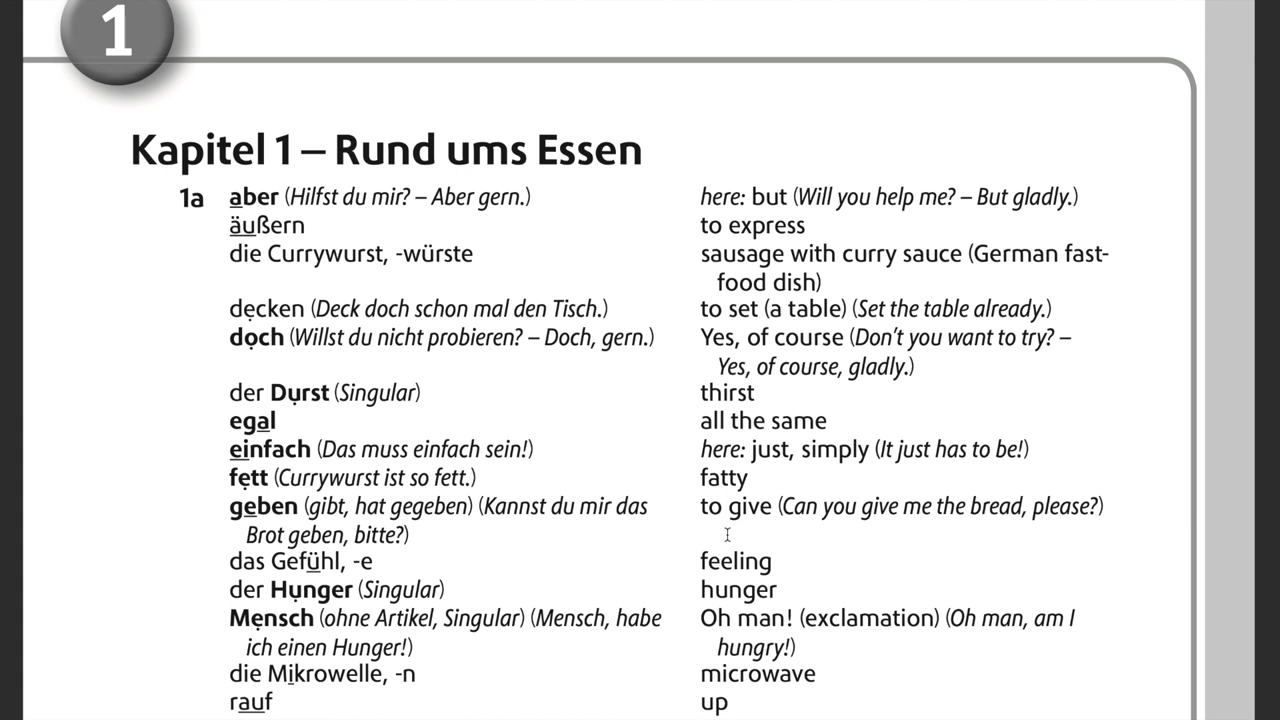 1
Kapitel 1 – Rund ums Essen
1a aber (Hilfst du mir? – Aber gern.) here: but (Will you help me? – But gladly.)
äußern to express
die Currywurst, -würste sausage with curry sauce (German fast-
food dish)
decken (Deck doch schon mal den Tisch.) to set (a table) (Set the table already.)
doch (Willst du nicht probieren? – Doch, gern.) Yes, of course (Don’t you want to try? –
Yes, of course, gladly.)
der Durst (Singular) thirst
egal all the same
einfach (Das muss einfach sein!) here: just, simply (It just has to be!)
fett (Currywurst ist so fett.) fatty
geben (gibt, hat gegeben) (Kannst du mir das to give (Can you give me the bread, please?)
Brot geben, bitte?)
das Gefühl, -e feeling
der Hunger (Singular) hunger
Mensch (ohne Artikel, Singular) (Mensch, habe Oh man! (exclamation) (Oh man, am I
ich einen Hunger!) hungry!)
die Mikrowelle, -n microwave
rauf up